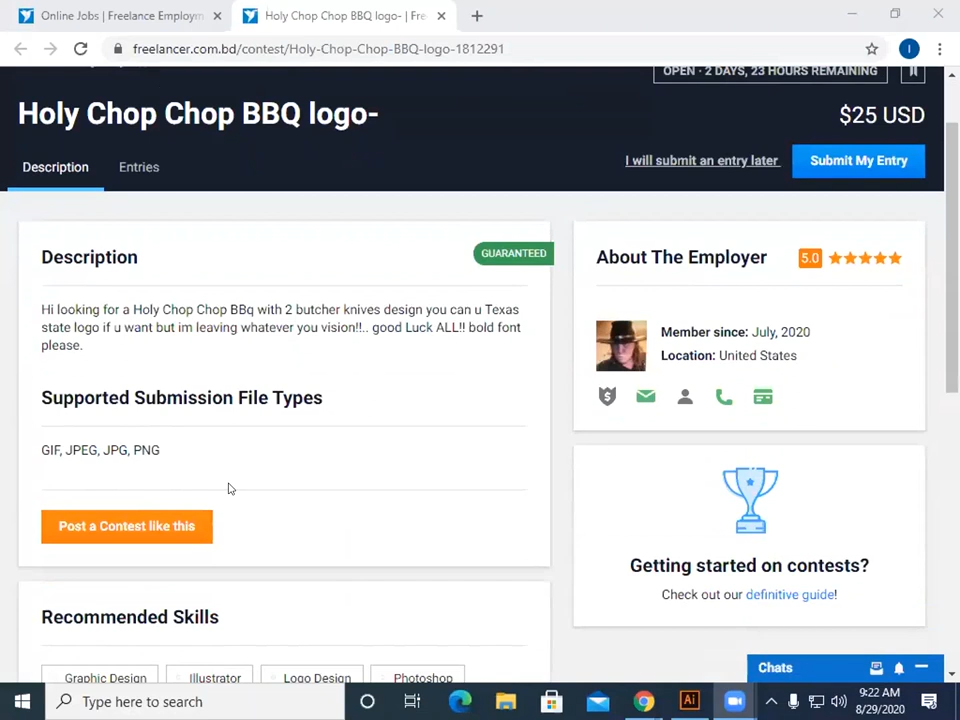 Online Jobs | Freelance Employm
Holy Chop Chop BBQ logo- | Fre
freelancer.com.bd/contest/Holy-Chop-Chop-BBQ-logo-1812291
I
OPEN · 2 DAYS, 23 HOURS REMAINING
Holy Chop Chop BBQ logo-
$25 USD
Description
Entries
I will submit an entry later
Submit My Entry
Description
GUARANTEED
Hi looking for a Holy Chop Chop BBq with 2 butcher knives design you can u Texas
state logo if u want but im leaving whatever you vision!!.. good Luck ALL!! bold font
please.
Supported Submission File Types
GIF, JPEG, JPG, PNG
Post a Contest like this
About The Employer
5.0
Member since: July, 2020
Location: United States
Getting started on contests?
Check out our definitive guide!
Recommended Skills
Graphic Design
Illustrator
Logo Design
Photoshop
Chats
Type here to search
Ai
9:22 AM
8/29/2020